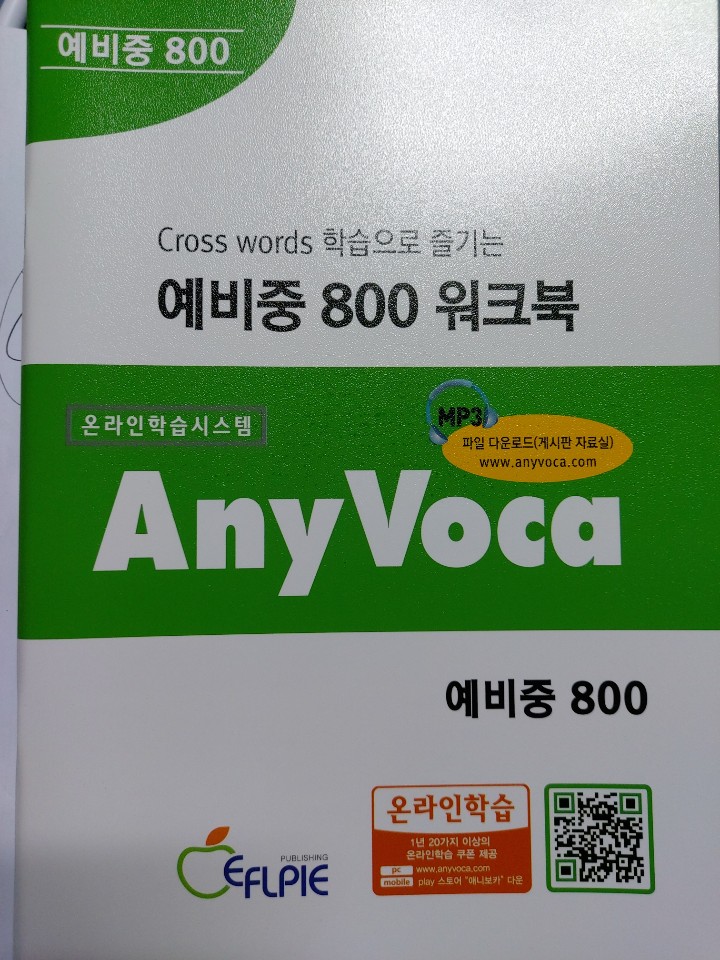 예비중 800
Cross words 학습으로 즐기는
예비중 800 워크북
온라인학습시스템
MP3
파일 다운로드(게시판 자료실)
www.anyvoca.com
AnyVoca
예비중 800
PUBLISHING
EFLPIE
온라인학습
1년 20가지 이상의
온라인학습 쿠폰 제공
pc www.anyvoca.com
mobile play 스토어 "애니보카" 다운